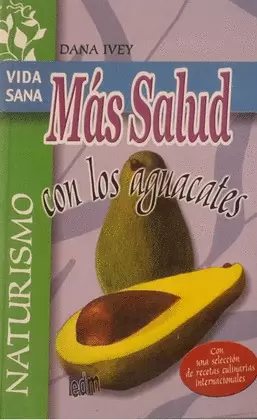 DANA IVEY
VIDA
SANA
Más Salud
con los aguacates
NATURISMO
edm
Con
una selección
de recetas culinarias
internacionales